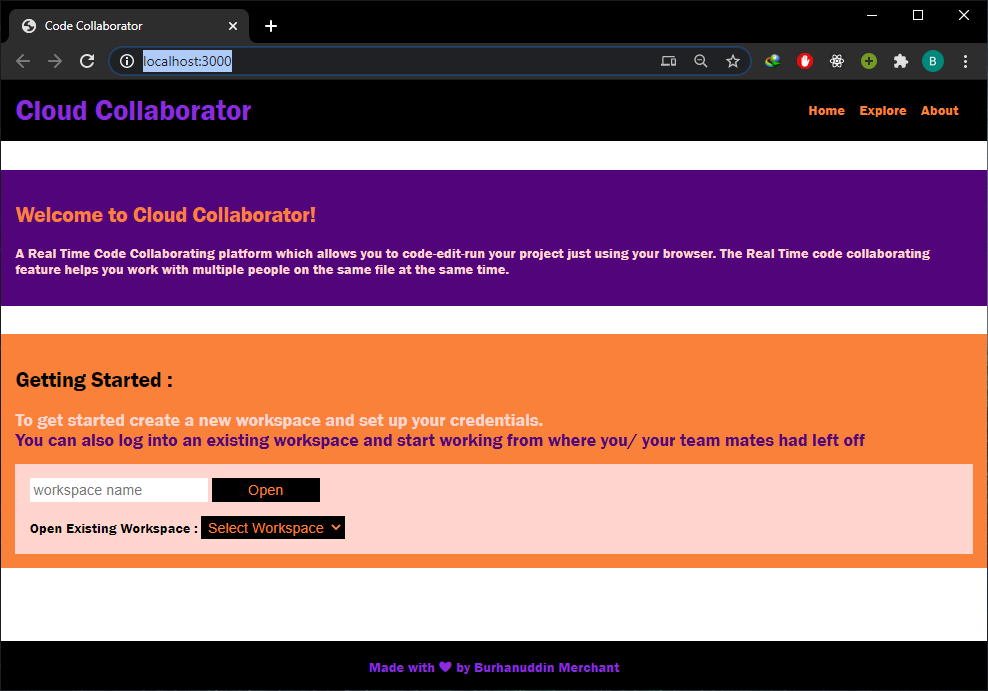 Code Collaborator
localhost:3000
B
Cloud Collaborator
Home Explore About
Welcome to Cloud Collaborator!
A Real Time Code Collaborating platform which allows you to code-edit-run your project just using your browser. The Real Time code collaborating
feature helps you work with multiple people on the same file at the same time.
Getting Started :
To get started create a new workspace and set up your credentials.
You can also log into an existing workspace and start working from where you/ your team mates had left off
workspace name Open
Open Existing Workspace : Select Workspace
Made with ❤ by Burhanuddin Merchant